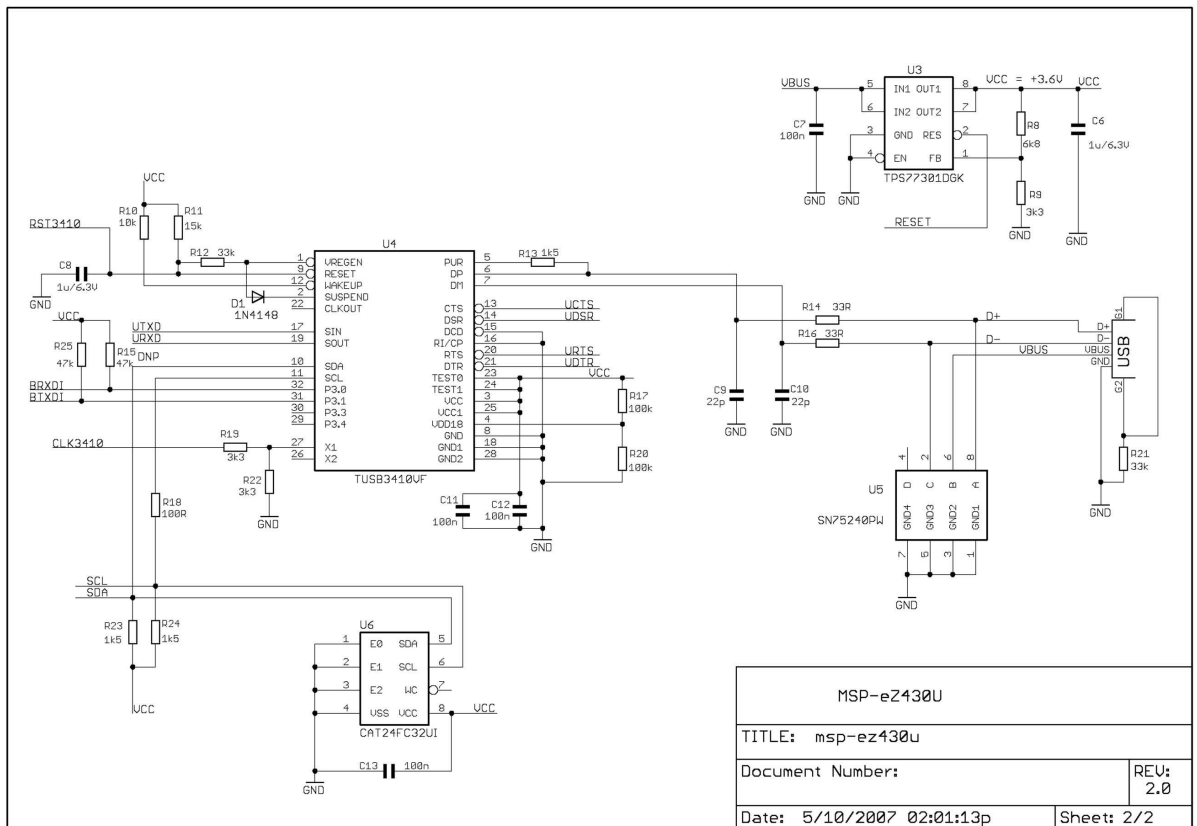 U3
VBUS
VCC = +3.6V
VCC
5 IN1 OUT1 8
6 IN2 OUT2 7
3 GND RES 2
4 EN FB 1
TPS77301DGK
C7
100n
R8
6k8
C6
1u/6.3V
R9
3k3
GND
GND
GND
GND
RESET
VCC
R10
10k
R11
15k
RST3410
R12 33k
C8
1u/6.3V
GND
D1
1N4148
U4
1 VREGEN
9 RESET
12 WAKEUP
2 SUSPEND
22 CLKOUT
17 SIN
19 SOUT
10 SDA
11 SCL
32 P3.0
31 P3.1
30 P3.3
29 P3.4
27 X1
26 X2
PUR 5
DP 6
DM 7
CTS 13
DSR 14
DCD 15
RI/CP 16
RTS 20
DTR 21
TEST0 23
TEST1 24
VCC 3
VCC1 25
VDD18 4
GND 8
GND1 18
GND2 28
TUSB3410VF
R13 1k5
UCTS
UDSR
URTS
UDTR
VCC
R17
100k
R20
100k
C11
100n
C12
100n
GND
VCC
UTXD
URXD
R25
47k
R15
47k
DNP
BRXDI
BTXDI
CLK3410
R19
3k3
R22
3k3
GND
R18
100R
R14 33R
R16 33R
D+
D-
VBUS
C9
22p
C10
22p
GND
GND
G1
D+
D-
VBUS
GND
G2
USB
R21
33k
GND
U5
SN75240PW
4 2 6 8
D C B A
GND4 GND3 GND2 GND1
7 5 3 1
GND
SCL
SDA
R23
1k5
R24
1k5
VCC
U6
1 E0 SDA 5
2 E1 SCL 6
3 E2 WC 7
4 VSS VCC 8
VCC
CAT24FC32UI
C13 100n
GND
MSP-eZ430U
TITLE: msp-ez430u
Document Number:
REV:
2.0
Date: 5/10/2007 02:01:13p
Sheet: 2/2